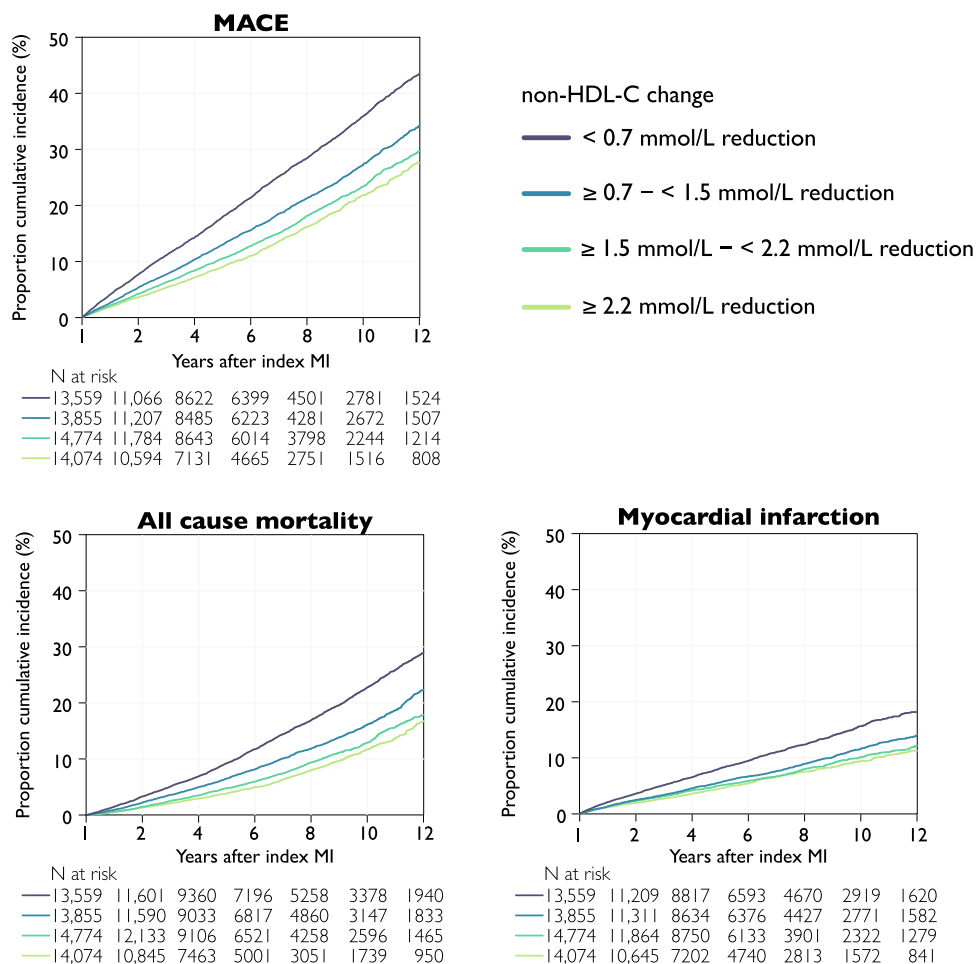 MACE
Proportion cumulative incidence (%)
50
40
30
20
10
0
1 2 4 6 8 10 12
Years after index MI
N at risk
13,559 11,066 8622 6399 4501 2781 1524
13,855 11,207 8485 6223 4281 2672 1507
14,774 11,784 8643 6014 3798 2244 1214
14,074 10,594 7131 4665 2751 1516 808
non-HDL-C change
< 0.7 mmol/L reduction
≥ 0.7 – < 1.5 mmol/L reduction
≥ 1.5 mmol/L – < 2.2 mmol/L reduction
≥ 2.2 mmol/L reduction
All cause mortality
Proportion cumulative incidence (%)
50
40
30
20
10
0
1 2 4 6 8 10 12
Years after index MI
N at risk
13,559 11,601 9360 7196 5258 3378 1940
13,855 11,590 9033 6817 4860 3147 1833
14,774 12,133 9106 6521 4258 2596 1465
14,074 10,845 7463 5001 3051 1739 950
Myocardial infarction
Proportion cumulative incidence (%)
50
40
30
20
10
0
1 2 4 6 8 10 12
Years after index MI
N at risk
13,559 11,209 8817 6593 4670 2919 1620
13,855 11,311 8634 6376 4427 2771 1582
14,774 11,864 8750 6133 3901 2322 1279
14,074 10,645 7202 4740 2813 1572 841